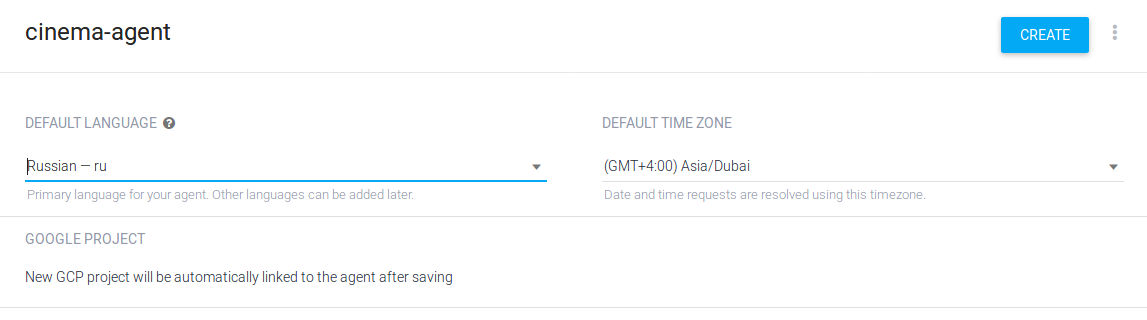 cinema-agent
CREATE
DEFAULT LANGUAGE
DEFAULT TIME ZONE
Russian — ru
(GMT+4:00) Asia/Dubai
Primary language for your agent. Other languages can be added later.
Date and time requests are resolved using this timezone.
GOOGLE PROJECT
New GCP project will be automatically linked to the agent after saving